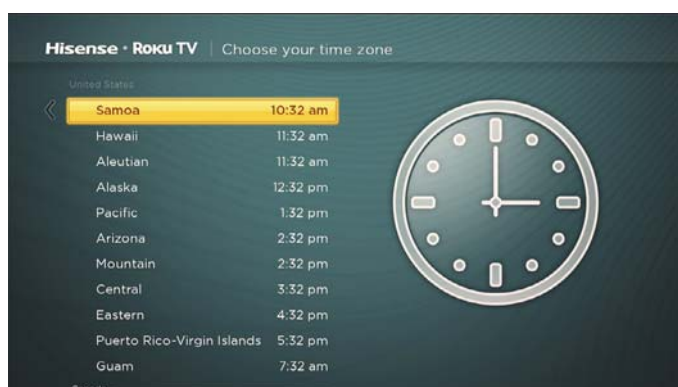 Hisense · Roku TV | Choose your time zone
United States
Samoa 10:32 am
Hawaii 11:32 am
Aleutian 11:32 am
Alaska 12:32 pm
Pacific 1:32 pm
Arizona 2:32 pm
Mountain 2:32 pm
Central 3:32 pm
Eastern 4:32 pm
Puerto Rico-Virgin Islands 5:32 pm
Guam 7:32 am